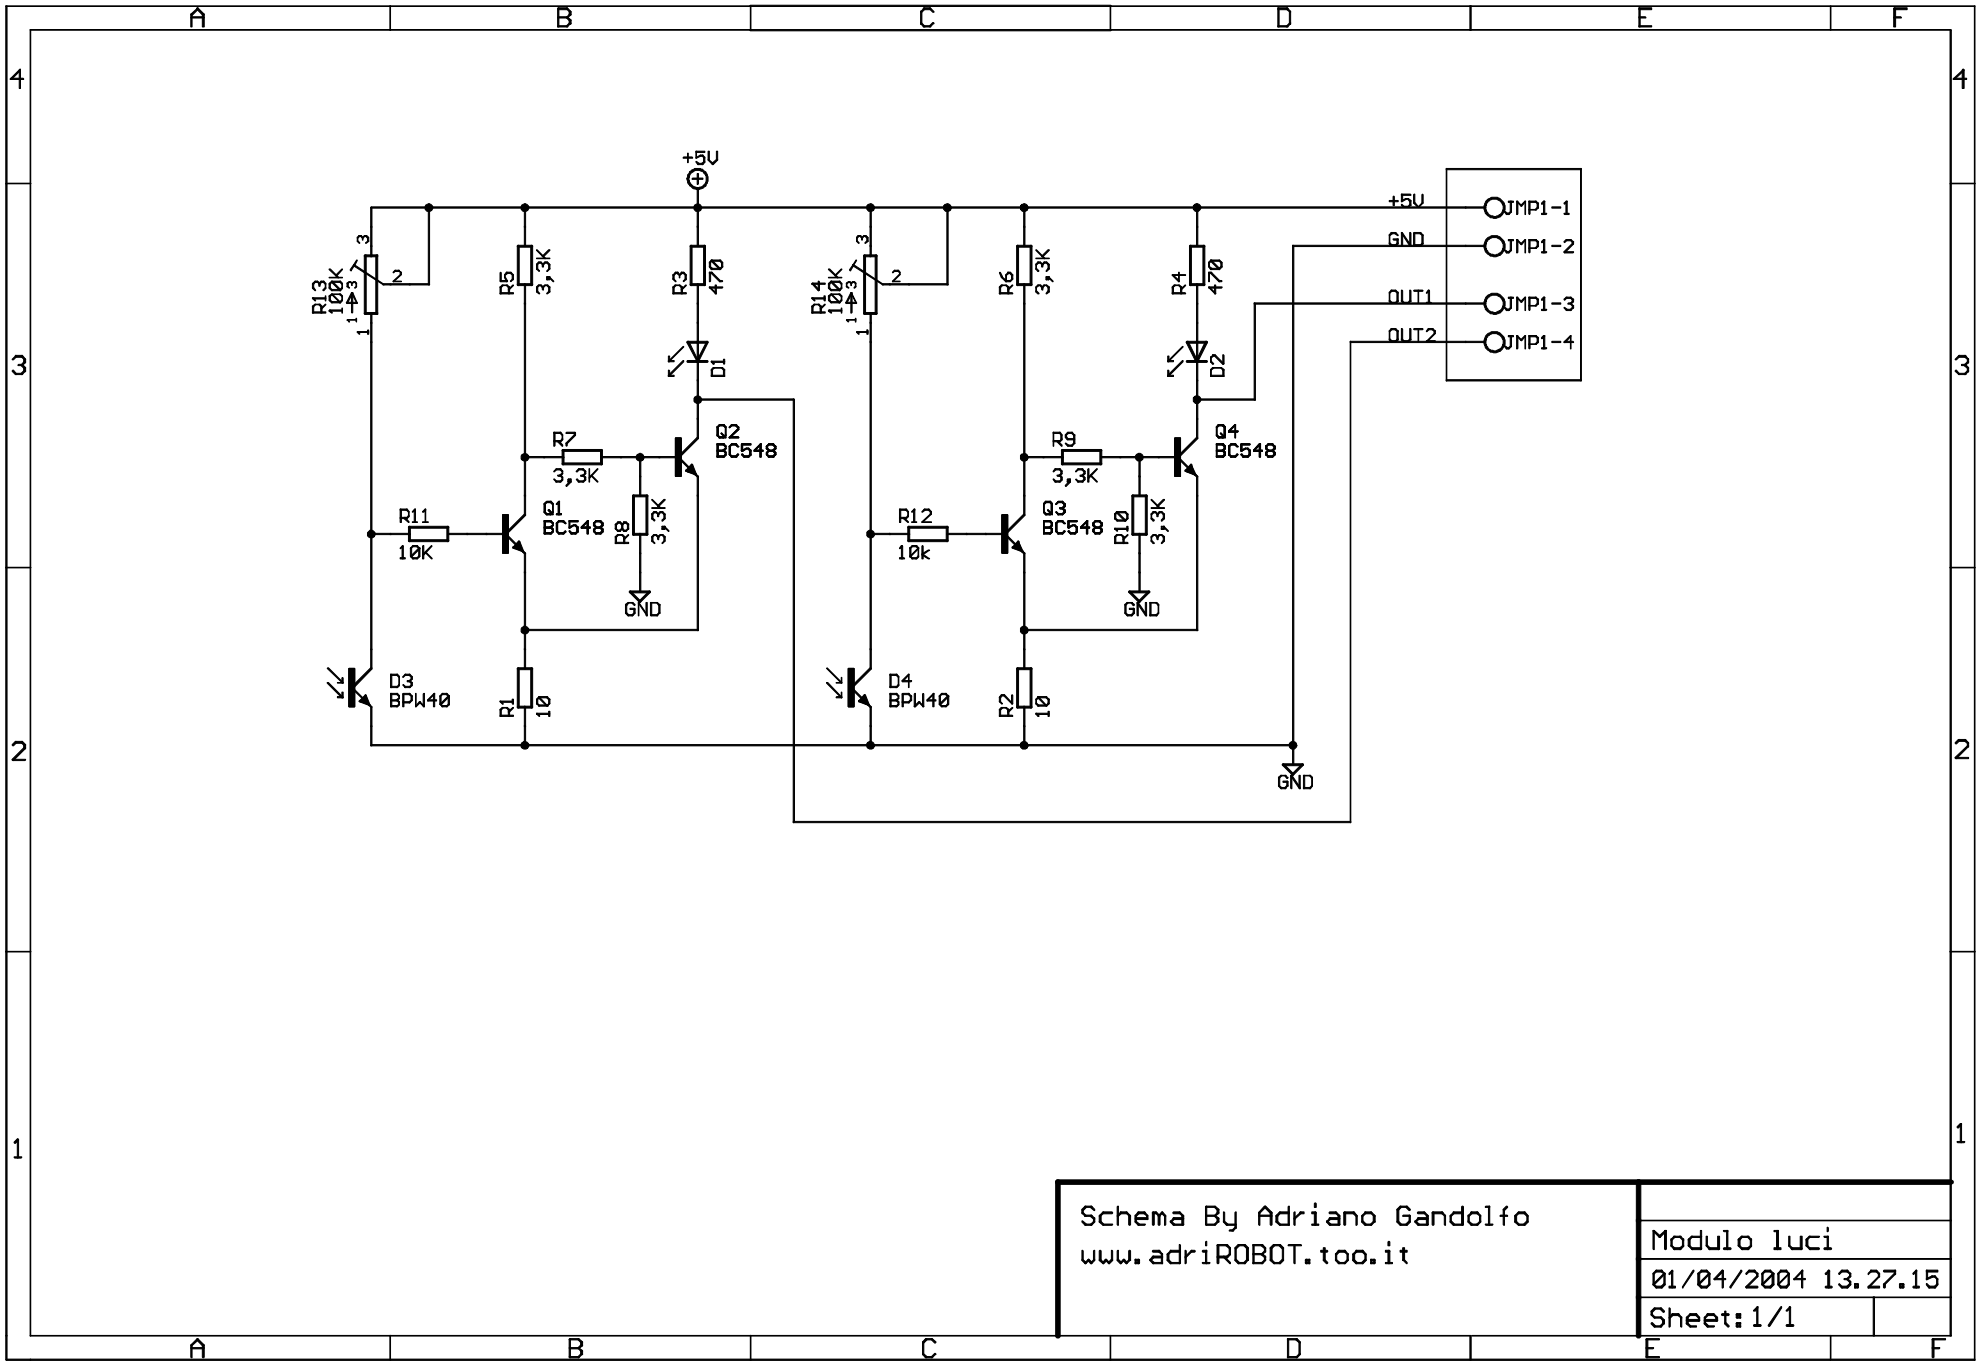 A B C D E F
4 4
+5V
+5V JMP1-1
GND JMP1-2
OUT1 JMP1-3
OUT2 JMP1-4
3 2 1
R13
100K
1 3
R5
3,3K
R3
470
3 2 1
R14
100K
1 3
R6
3,3K
R4
470
3 3
D1
D2
R7
3,3K
Q2
BC548
R9
3,3K
Q4
BC548
R11
10K
Q1
BC548
R8
3,3K
GND
R12
10k
Q3
BC548
R10
3,3K
GND
D3
BPW40
R1
10
D4
BPW40
R2
10
2 2
GND
1 1
Schema By Adriano Gandolfo
www.adriROBOT.too.it
Modulo luci
01/04/2004 13.27.15
Sheet:1/1
A B C D E F